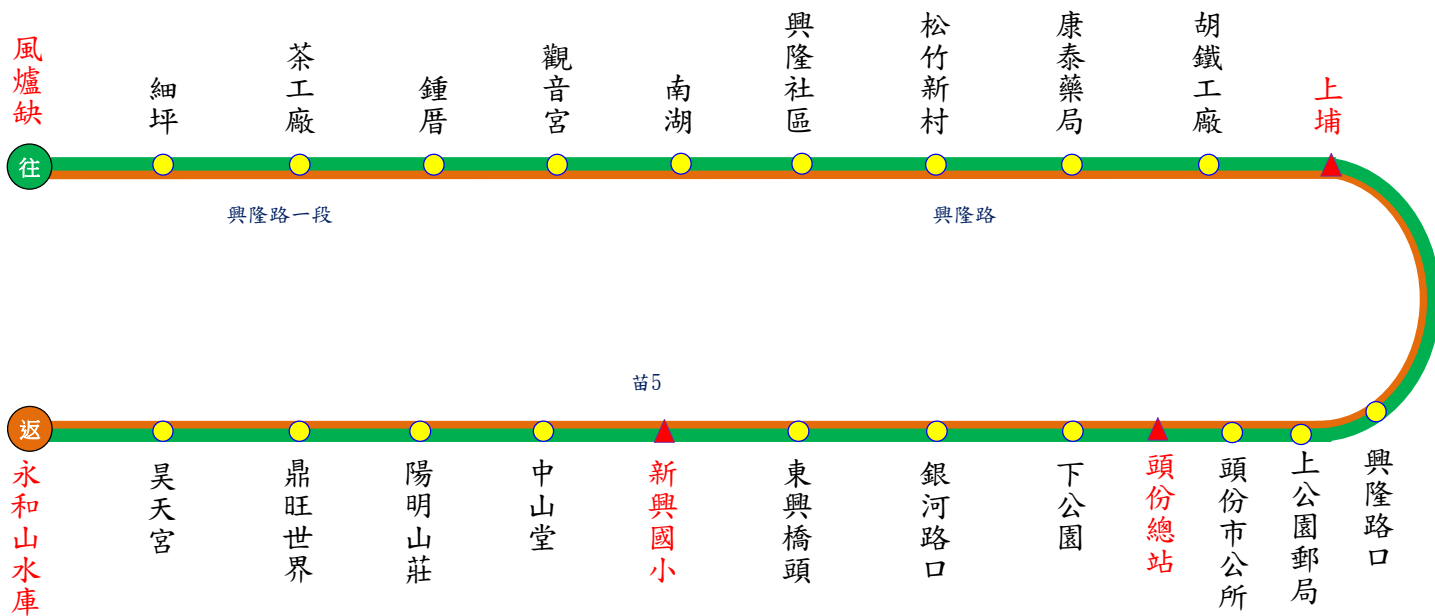 風爐缺
細坪
茶工廠
鍾厝
觀音宮
南湖
興隆社區
松竹新村
康泰藥局
胡鐵工廠
上埔
往
興隆路一段
興隆路
苗5
返
永和山水庫
昊天宮
鼎旺世界
陽明山莊
中山堂
新興國小
東興橋頭
銀河路口
下公園
頭份總站
頭份市公所
上公園郵局
興隆路口